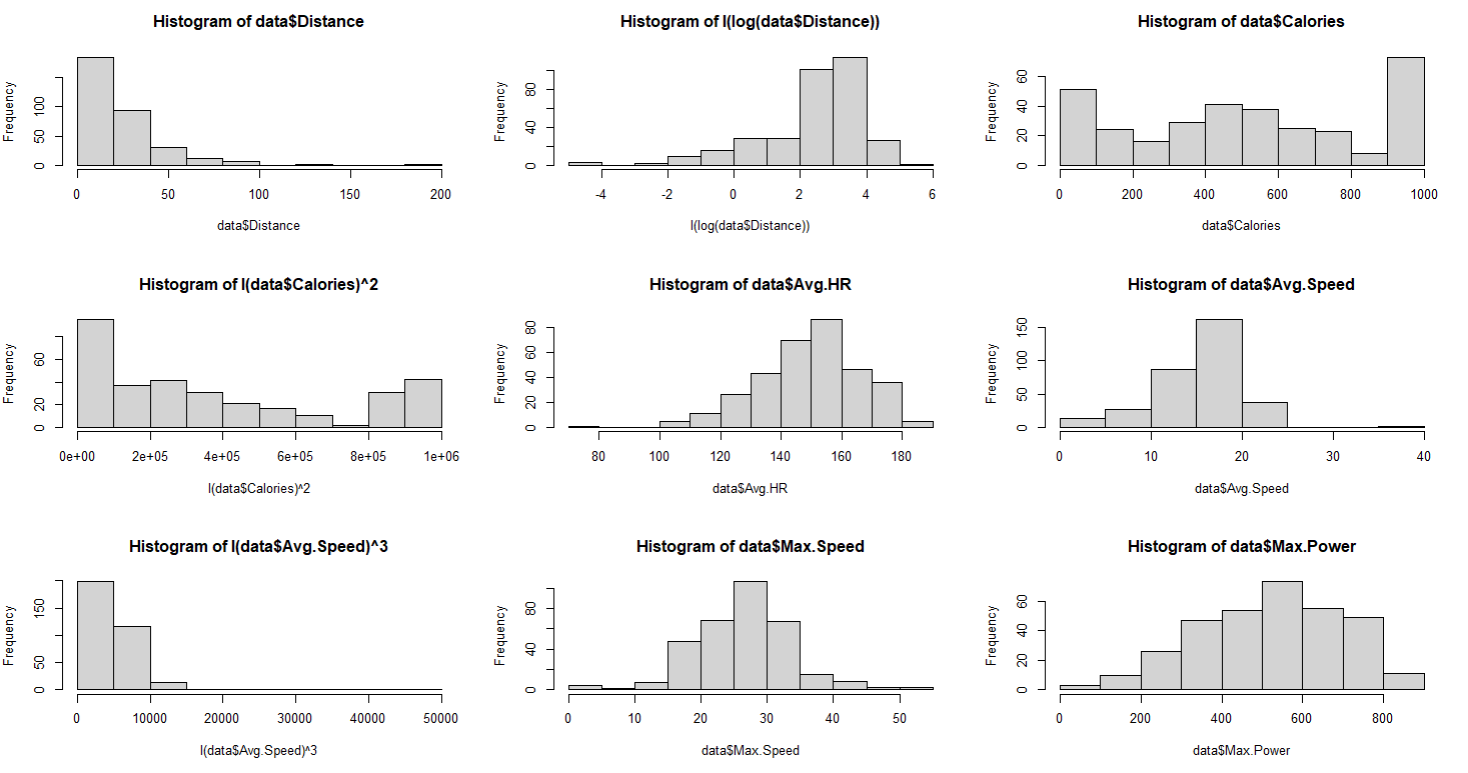 Histogram of data$Distance
Frequency
0 50 100
0 50 100 150 200
data$Distance
Histogram of I(log(data$Distance))
Frequency
0 40 80
-4 -2 0 2 4 6
I(log(data$Distance))
Histogram of data$Calories
Frequency
0 20 40 60
0 200 400 600 800 1000
data$Calories
Histogram of I(data$Calories)^2
Frequency
0 20 60
0e+00 2e+05 4e+05 6e+05 8e+05 1e+06
I(data$Calories)^2
Histogram of data$Avg.HR
Frequency
0 20 40 60 80
80 100 120 140 160 180
data$Avg.HR
Histogram of data$Avg.Speed
Frequency
0 50 100 150
0 10 20 30 40
data$Avg.Speed
Histogram of I(data$Avg.Speed)^3
Frequency
0 50 150
0 10000 20000 30000 40000 50000
I(data$Avg.Speed)^3
Histogram of data$Max.Speed
Frequency
0 40 80
0 10 20 30 40 50
data$Max.Speed
Histogram of data$Max.Power
Frequency
0 20 40 60
0 200 400 600 800
data$Max.Power